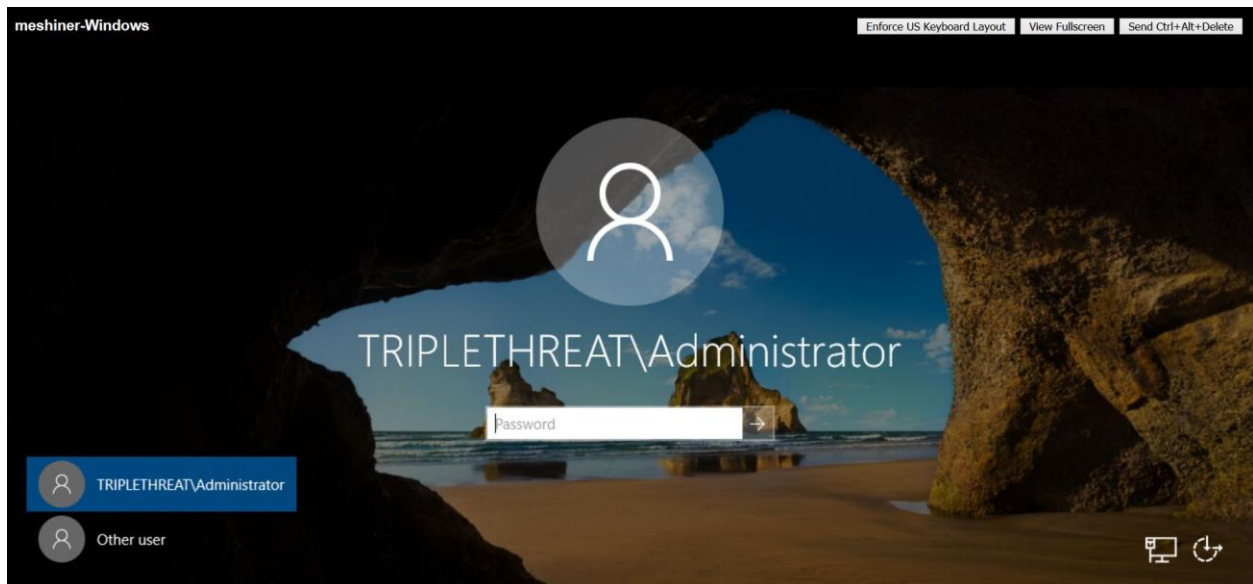 meshiner-Windows
Enforce US Keyboard Layout
View Fullscreen
Send Ctrl+Alt+Delete
TRIPLETHREAT\Administrator
Password
TRIPLETHREAT\Administrator
Other user